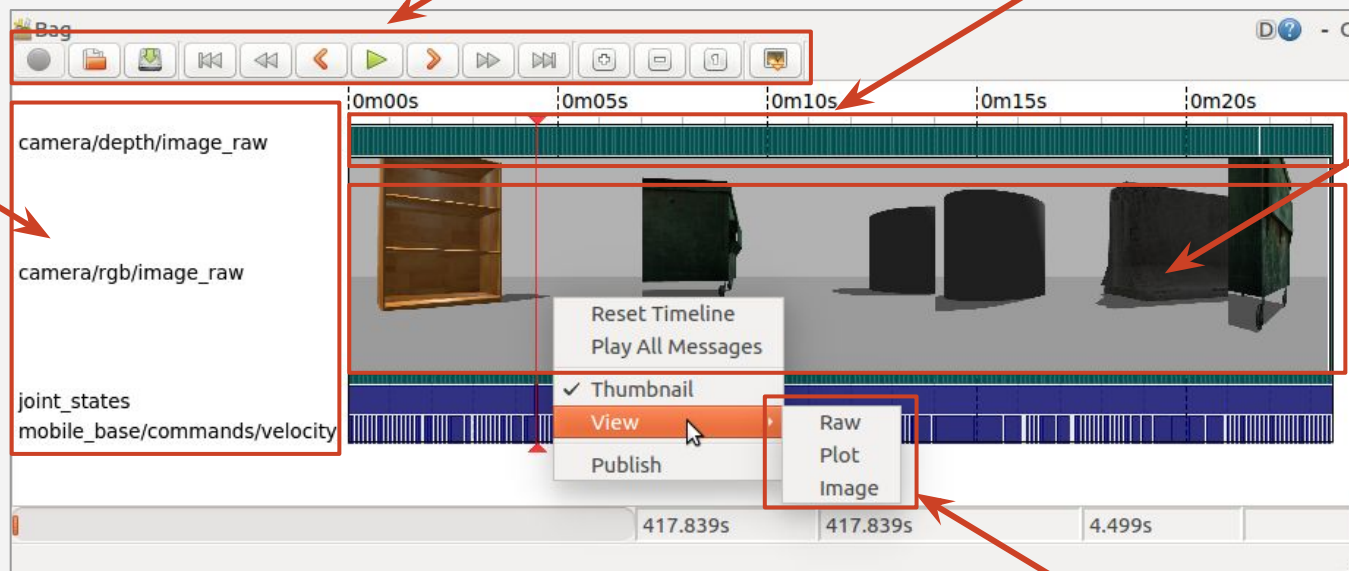 Bag
D ? - C
0m00s 0m05s 0m10s 0m15s 0m20s
camera/depth/image_raw
camera/rgb/image_raw
Reset Timeline
Play All Messages
✓ Thumbnail
joint_states
View
Raw
mobile_base/commands/velocity
Plot
Publish
Image
417.839s 417.839s 4.499s